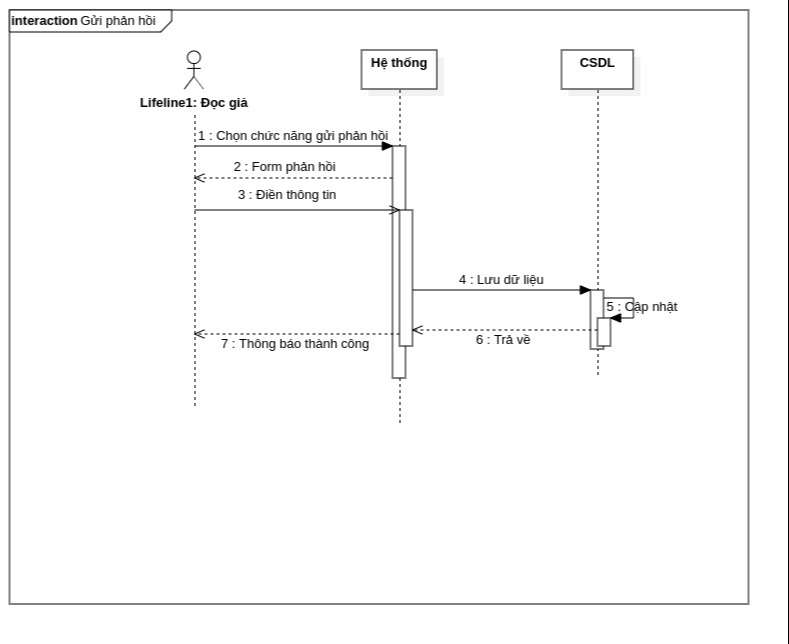 interaction Gửi phản hồi
Hệ thống
CSDL
Lifeline1: Đọc giả
1 : Chọn chức năng gửi phản hồi
2 : Form phản hồi
3 : Điền thông tin
4 : Lưu dữ liệu
5 : Cập nhật
6 : Trả về
7 : Thông báo thành công